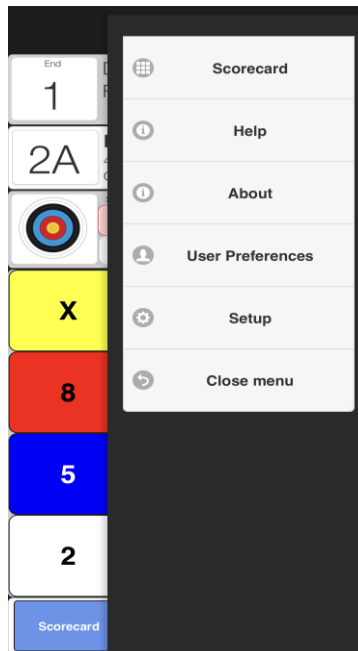 End
1
2A
X
8
5
2
Scorecard
Scorecard
Help
About
User Preferences
Setup
Close menu